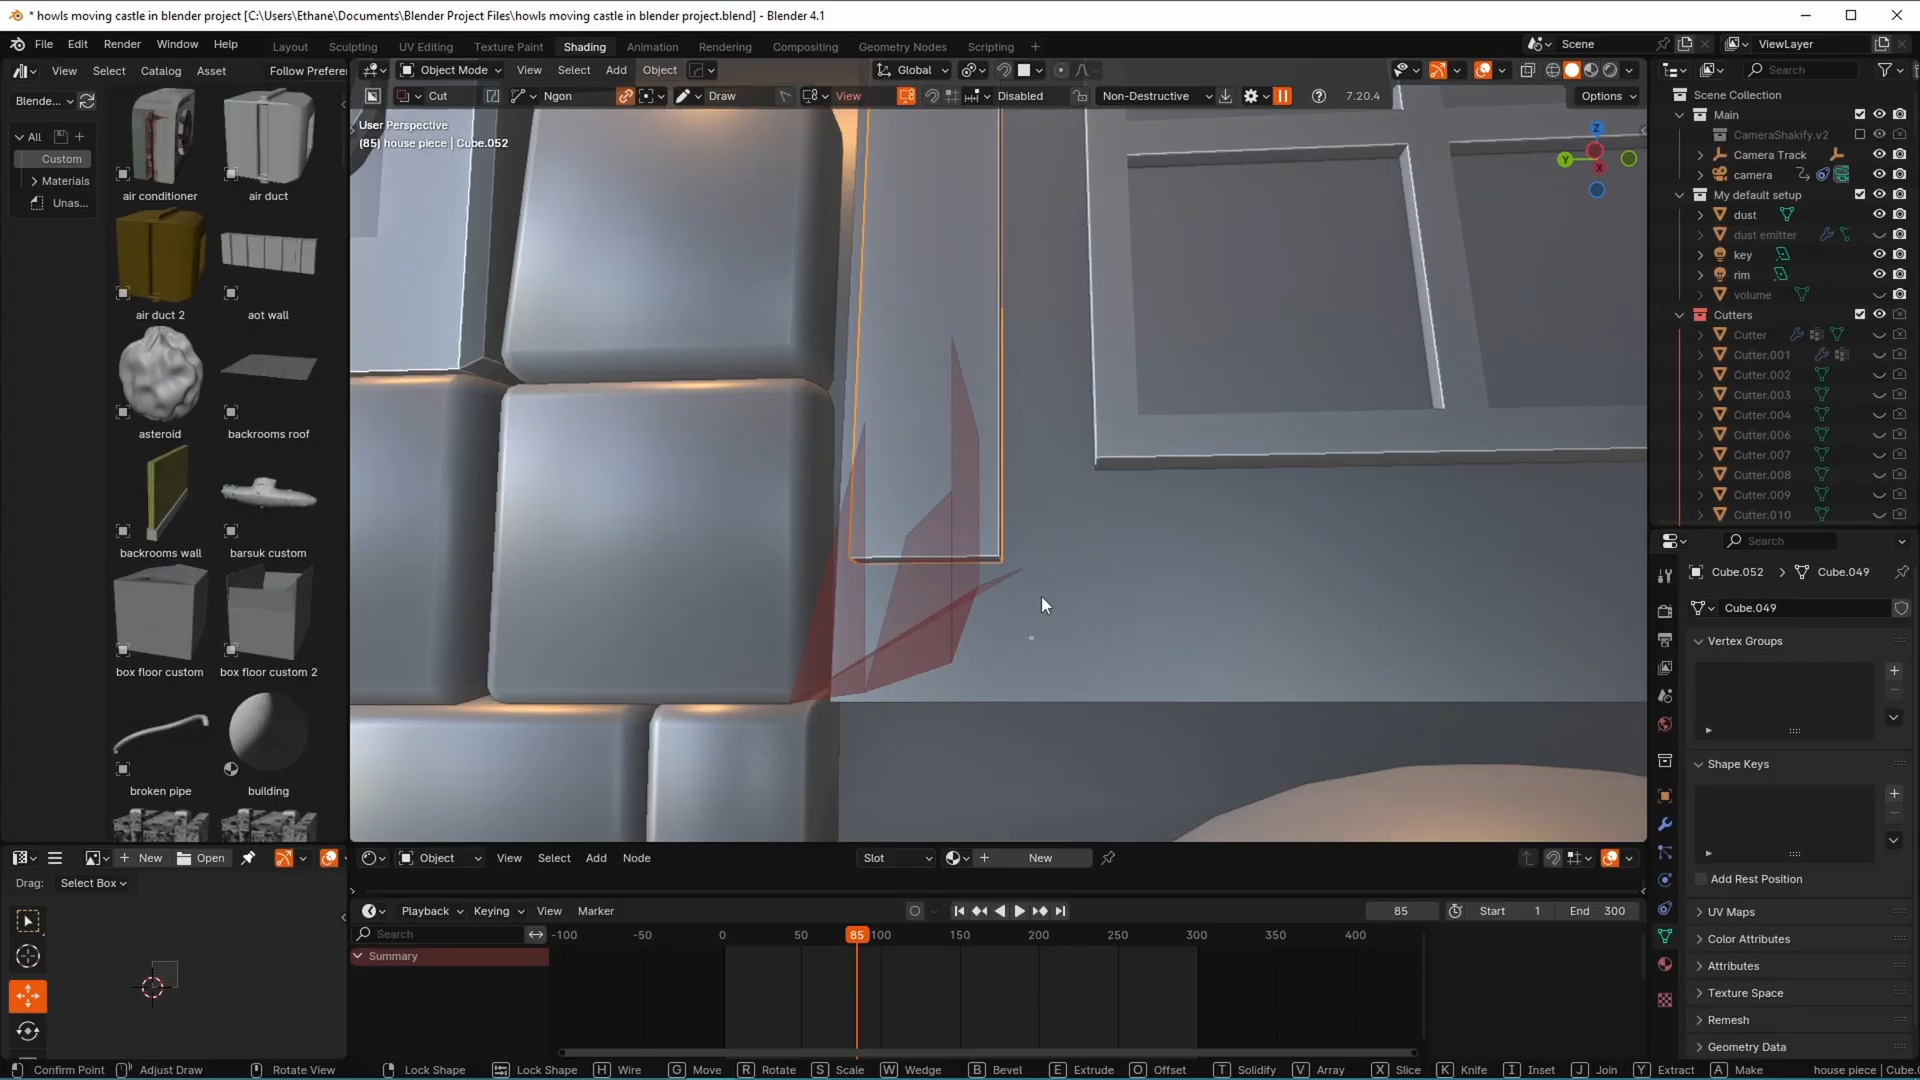 * howls moving castle in blender project [C:\Users\Ethane\Documents\Blender Project Files\howls moving castle in blender project.blend] - Blender 4.1
File Edit Render Window Help
Layout Sculpting UV Editing Texture Paint Shading Animation Rendering Compositing Geometry Nodes Scripting +
Scene
ViewLayer
View Select Catalog Asset Follow Prefere
Object Mode View Select Add Object
Global
Search
Blende...
Cut Ngon Draw View Disabled Non-Destructive 7.20.4 Options
All
Custom
Materials
Unas...
air conditioner
air duct
air duct 2
aot wall
asteroid
backrooms roof
backrooms wall
barsuk custom
box floor custom
box floor custom 2
broken pipe
building
User Perspective
(85) house piece | Cube.052
Z
Y
X
Scene Collection
Main
CameraShakify.v2
Camera Track
camera
My default setup
dust
dust emitter
key
rim
volume
Cutters
Cutter
Cutter.001
Cutter.002
Cutter.003
Cutter.004
Cutter.006
Cutter.007
Cutter.008
Cutter.009
Cutter.010
Search
Cube.052 Cube.049
Cube.049
Vertex Groups
Shape Keys
Add Rest Position
UV Maps
Color Attributes
Attributes
Texture Space
Remesh
Geometry Data
New Open
Drag: Select Box
Object View Select Add Node
Slot
New
Playback Keying View Marker
85
Start 1 End 300
Search
-100 -50 0 50 85 100 150 200 250 300 350 400
Summary
Confirm Point Adjust Draw Rotate View Lock Shape Lock Shape H Wire G Move R Rotate S Scale W Wedge B Bevel E Extrude O Offset T Solidify V Array X Slice K Knife I Inset J Join Y Extract A Make house piece | Cube.